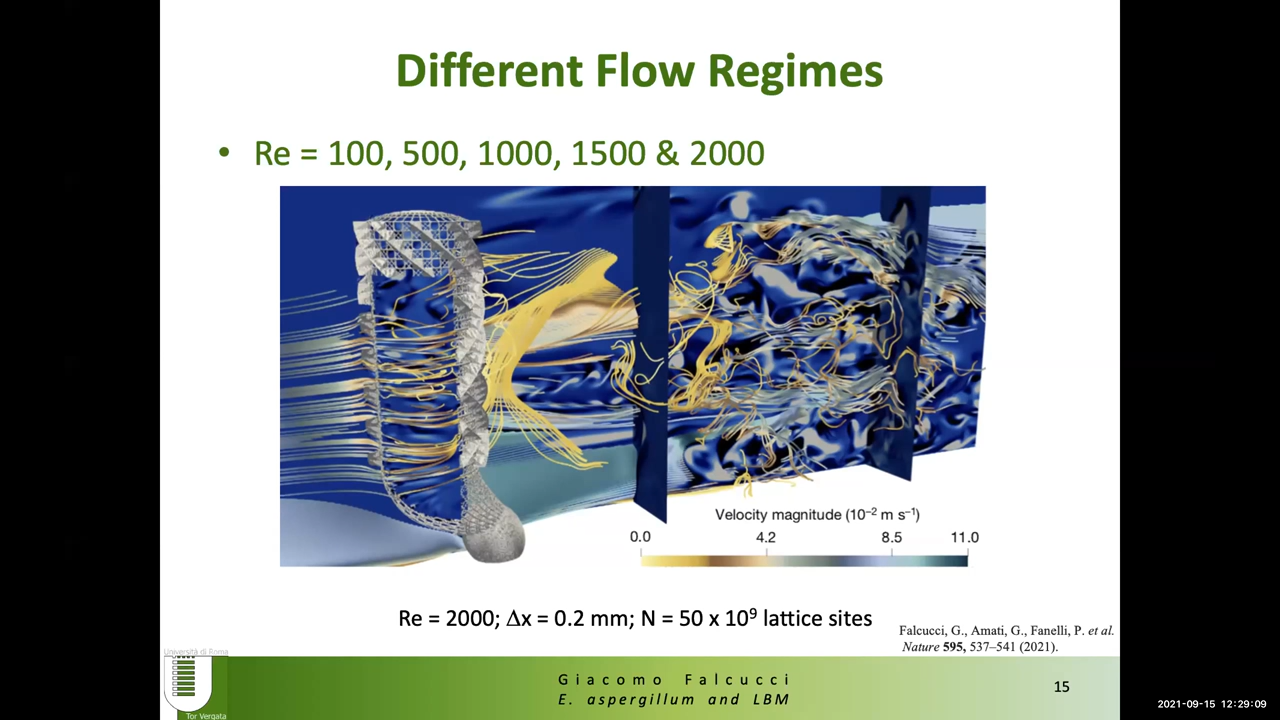 Different Flow Regimes
• Re = 100, 500, 1000, 1500 & 2000
Velocity magnitude (10⁻² m s⁻¹)
0.0 4.2 8.5 11.0
Re = 2000; Δx = 0.2 mm; N = 50 x 10⁹ lattice sites
Falcucci, G., Amati, G., Fanelli, P. et al.
Nature 595, 537–541 (2021).
Università di Roma
Tor Vergata
Giacomo Falcucci
E. aspergillum and LBM
15
2021-09-15 12:29:09